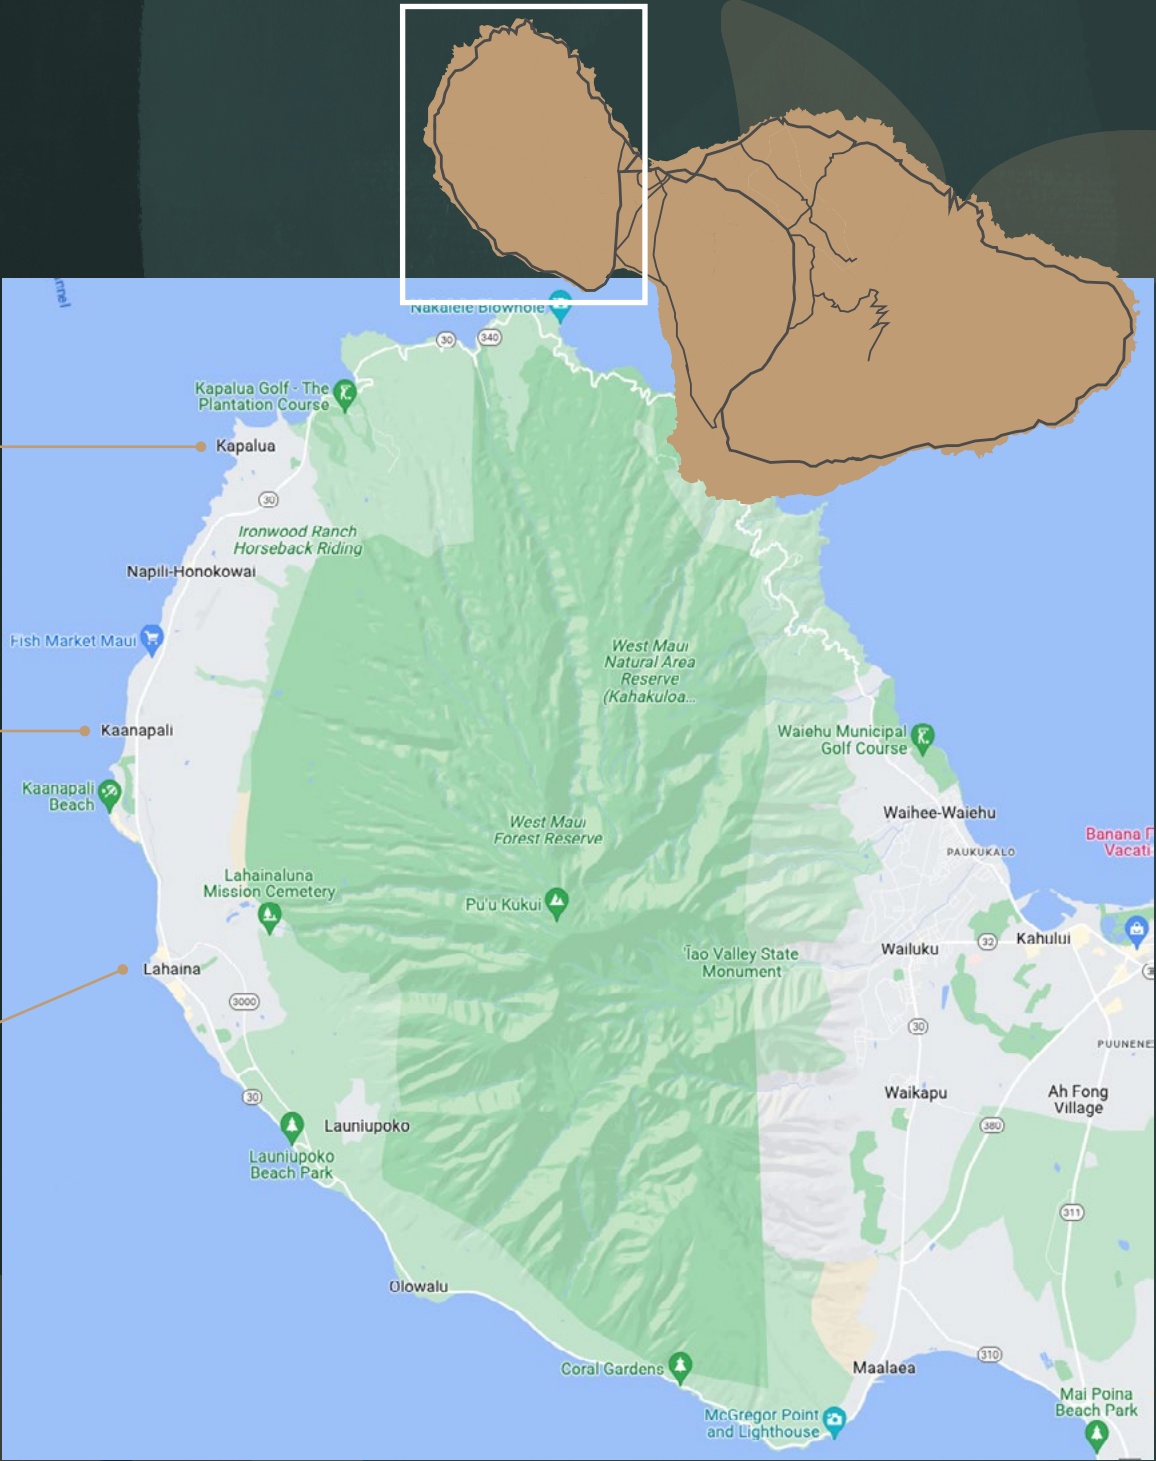 Nakalele Blowhole
30
340
Kapalua Golf - The
Plantation Course
Kapalua
30
Ironwood Ranch
Horseback Riding
Napili-Honokowai
Fish Market Maui
West Maui
Natural Area
Reserve
(Kahakuloa...
Kaanapali
Waiehu Municipal
Golf Course
Kaanapali
Beach
Waihee-Waiehu
West Maui
Forest Reserve
PAUKUKALO
Banana
Vacati
Lahainaluna
Mission Cemetery
Pu'u Kukui
ʻĪao Valley State
Monument
Wailuku
32
Kahului
Lahaina
3000
30
PUUNENE
30
Waikapu
Ah Fong
Village
Launiupoko
380
Launiupoko
Beach Park
311
Olowalu
310
Coral Gardens
Maalaea
McGregor Point
and Lighthouse
Mai Poina
Beach Park